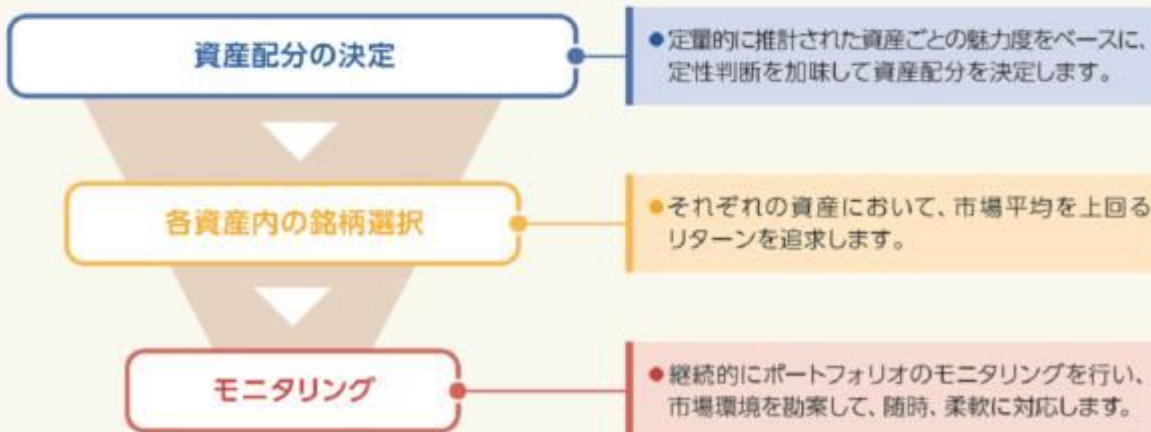 資産配分の決定
●定量的に推計された資産ごとの魅力度をベースに、
定性判断を加味して資産配分を決定します。
各資産内の銘柄選択
●それぞれの資産において、市場平均を上回る
リターンを追求します。
モニタリング
●継続的にポートフォリオのモニタリングを行い、
市場環境を勘案して、随時、柔軟に対応します。